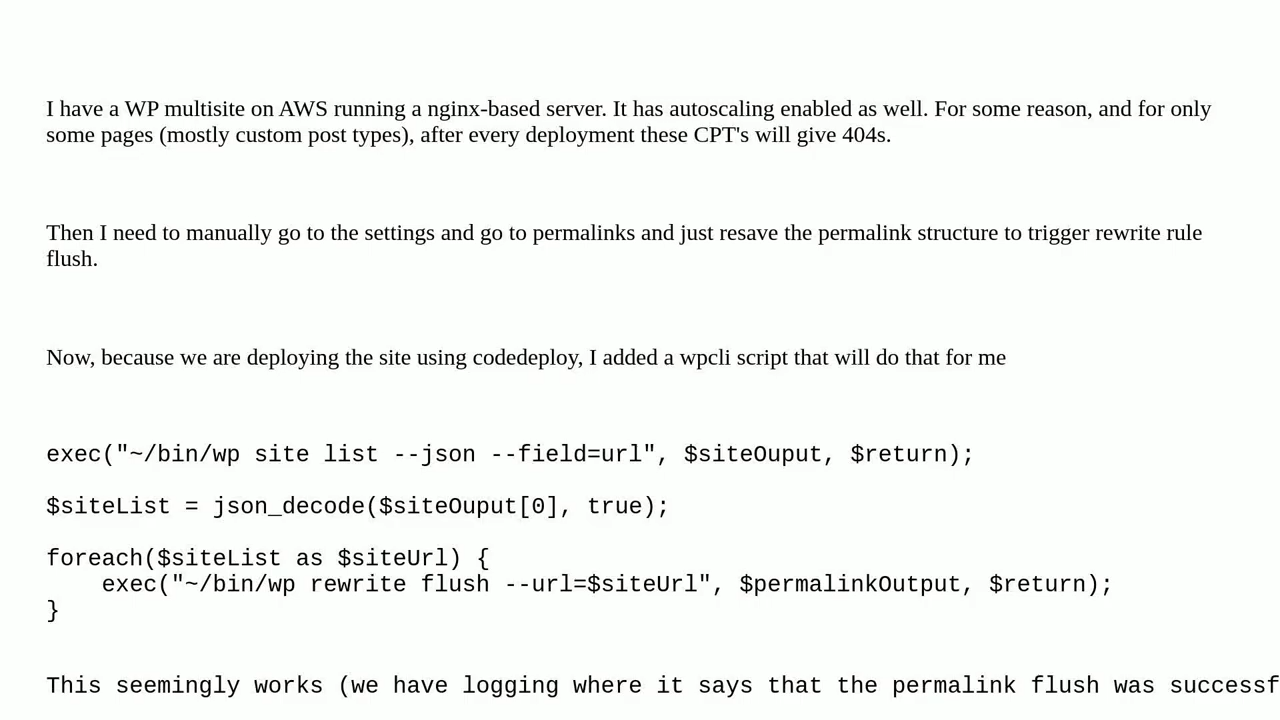 I have a WP multisite on AWS running a nginx-based server. It has autoscaling enabled as well. For some reason, and for only
some pages (mostly custom post types), after every deployment these CPT's will give 404s.
Then I need to manually go to the settings and go to permalinks and just resave the permalink structure to trigger rewrite rule
flush.
Now, because we are deploying the site using codedeploy, I added a wpcli script that will do that for me
exec("~/bin/wp site list --json --field=url", $siteOuput, $return);
$siteList = json_decode($siteOuput[0], true);
foreach($siteList as $siteUrl) {
    exec("~/bin/wp rewrite flush --url=$siteUrl", $permalinkOutput, $return);
}
This seemingly works (we have logging where it says that the permalink flush was successf